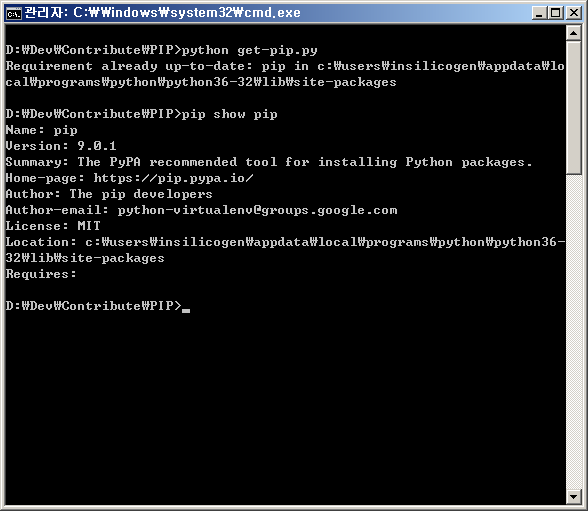 관리자: C:₩Windows₩system32₩cmd.exe
D:₩Dev₩Contribute₩PIP>python get-pip.py
Requirement already up-to-date: pip in c:₩users₩insilicogen₩appdata₩lo
cal₩programs₩python₩python36-32₩lib₩site-packages
D:₩Dev₩Contribute₩PIP>pip show pip
Name: pip
Version: 9.0.1
Summary: The PyPA recommended tool for installing Python packages.
Home-page: https://pip.pypa.io/
Author: The pip developers
Author-email: python-virtualenv@groups.google.com
License: MIT
Location: c:₩users₩insilicogen₩appdata₩local₩programs₩python₩python36-
32₩lib₩site-packages
Requires:
D:₩Dev₩Contribute₩PIP>